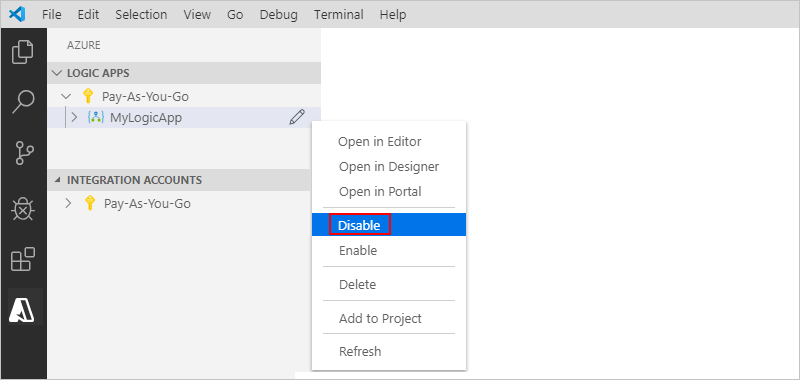 File Edit Selection View Go Debug Terminal Help
AZURE
LOGIC APPS
Pay-As-You-Go
MyLogicApp
INTEGRATION ACCOUNTS
Pay-As-You-Go
Open in Editor
Open in Designer
Open in Portal
Disable
Enable
Delete
Add to Project
Refresh